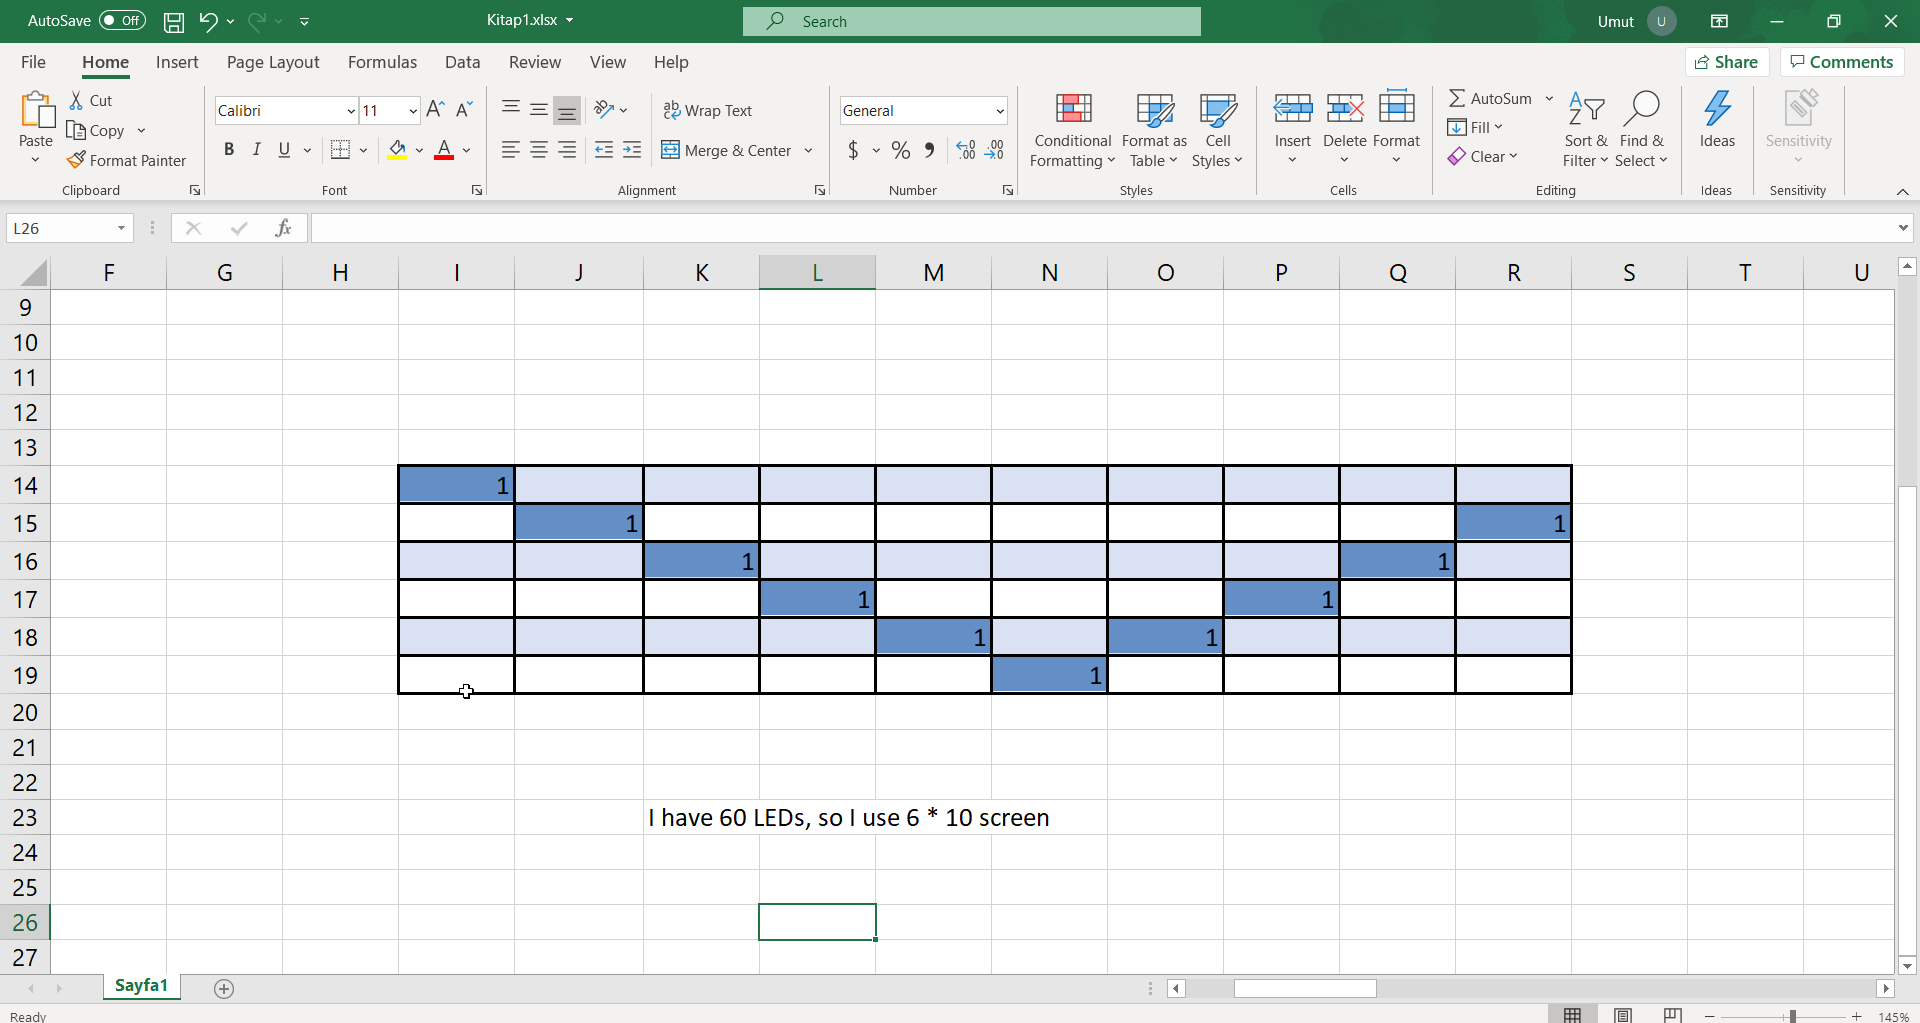 AutoSave Off Kitap1.xlsx Search Umut U
File Home Insert Page Layout Formulas Data Review View Help Share Comments
Paste
Cut
Copy
Format Painter
Clipboard
Calibri 11 A A
B I U A
Font
ab Wrap Text
Merge & Center
Alignment
General
$ % 9 .00 .00
Number
Conditional Formatting
Format as Table
Cell Styles
Styles
Insert Delete Format
Cells
AutoSum
Fill
Clear
Sort & Filter
Find & Select
Editing
Ideas
Ideas
Sensitivity
Sensitivity
L26 fx
F G H I J K L M N O P Q R S T U
9
10
11
12
13
14 1
15 1 1
16 1 1
17 1 1
18 1 1
19 1
20
21
22
23 I have 60 LEDs, so I use 6 * 10 screen
24
25
26
27
Sayfa1
Ready 145%